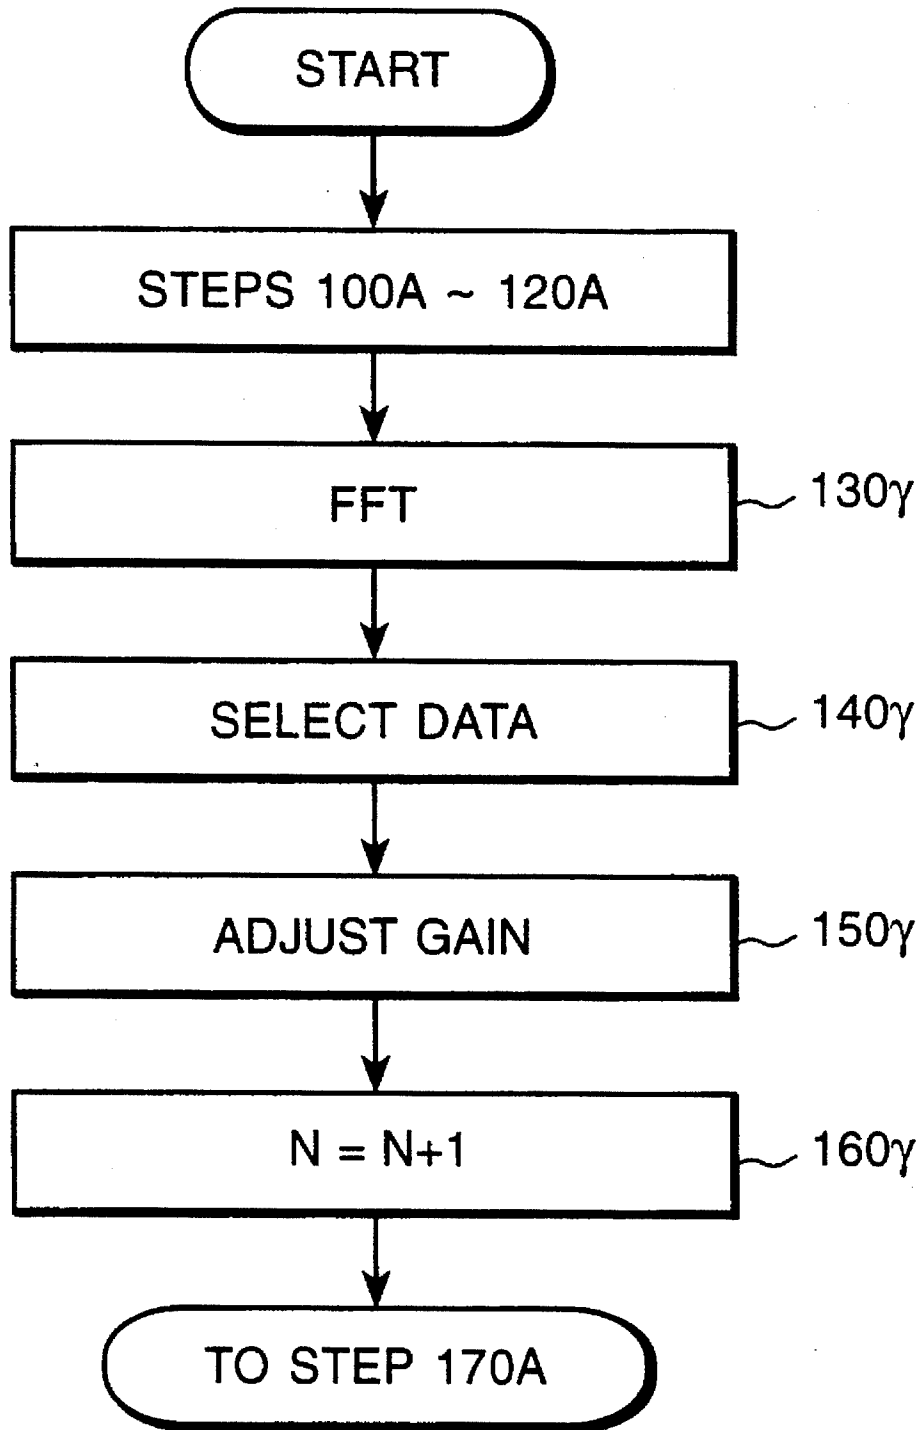 START
STEPS 100A ~ 120A
FFT
130γ
SELECT DATA
140γ
ADJUST GAIN
150γ
N = N+1
160γ
TO STEP 170A